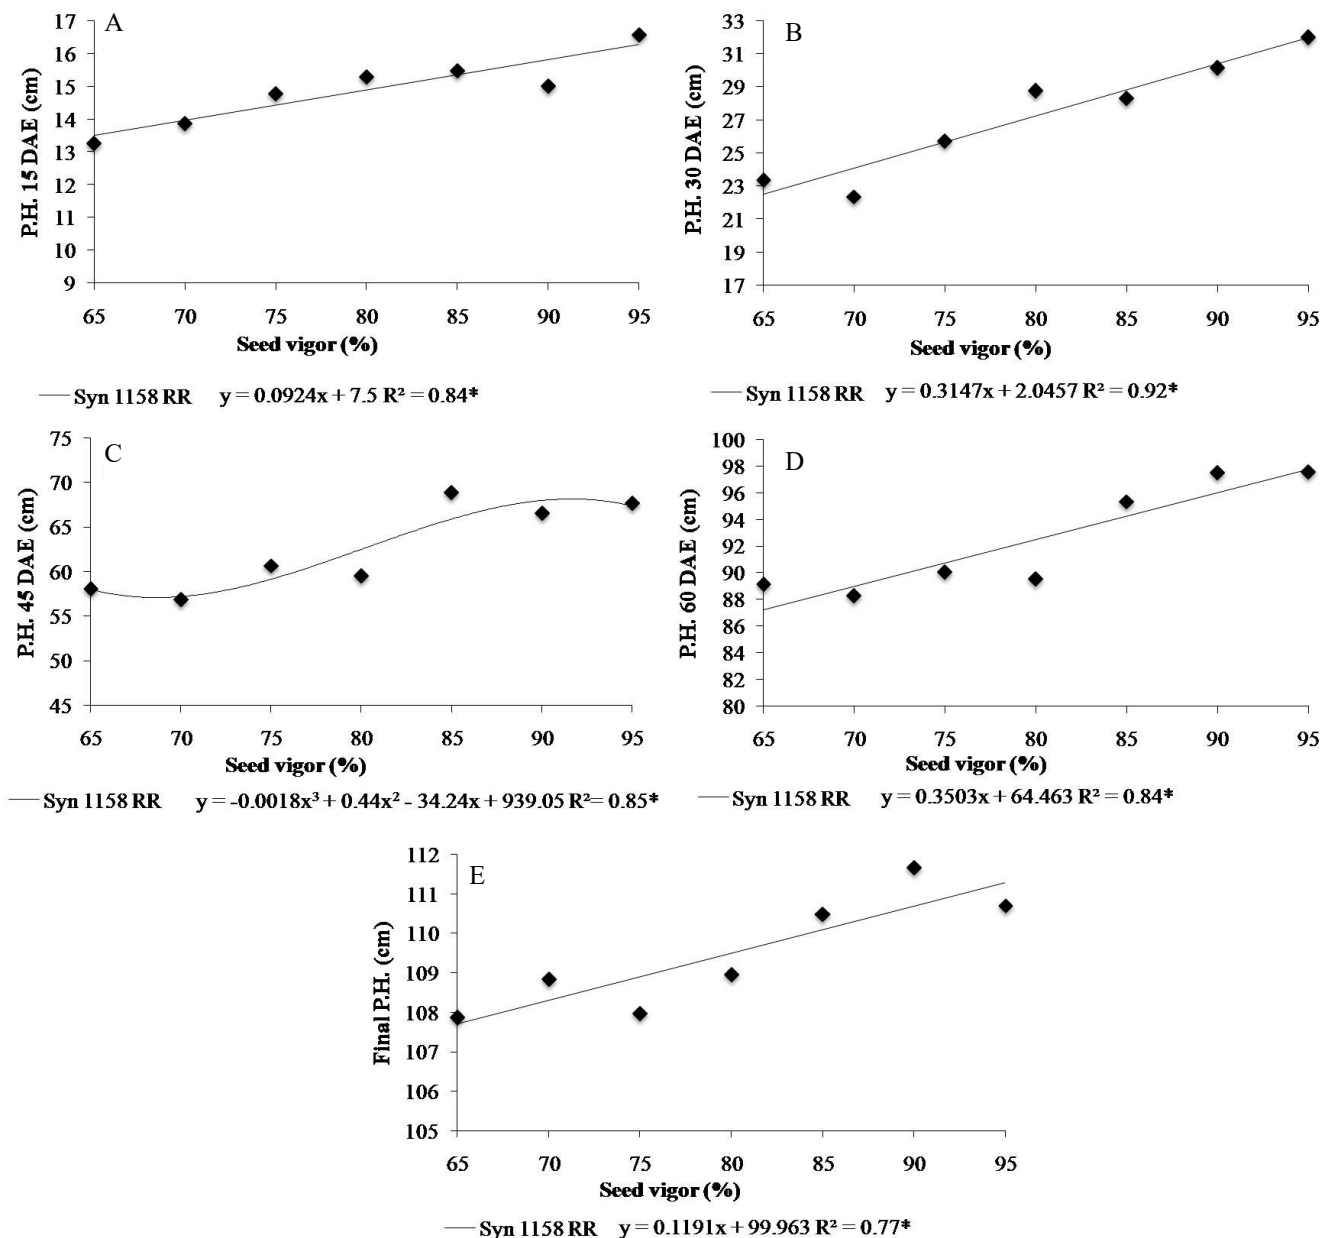 A
17
16
15
14
13
12
11
10
9
P.H. 15 DAE (cm)
65 70 75 80 85 90 95
Seed vigor (%)
Syn 1158 RR y = 0.0924x + 7.5 R² = 0.84*
B
33
31
29
27
25
23
21
19
17
P.H. 30 DAE (cm)
65 70 75 80 85 90 95
Seed vigor (%)
Syn 1158 RR y = 0.3147x + 2.0457 R² = 0.92*
C
75
70
65
60
55
50
45
P.H. 45 DAE (cm)
65 70 75 80 85 90 95
Seed vigor (%)
Syn 1158 RR y = -0.0018x³ + 0.44x² - 34.24x + 939.05 R²= 0.85*
D
100
98
96
94
92
90
88
86
84
82
80
P.H. 60 DAE (cm)
65 70 75 80 85 90 95
Seed vigor (%)
Syn 1158 RR y = 0.3503x + 64.463 R² = 0.84*
E
112
111
110
109
108
107
106
105
Final P.H. (cm)
65 70 75 80 85 90 95
Seed vigor (%)
Syn 1158 RR y = 0.1191x + 99.963 R² = 0.77*